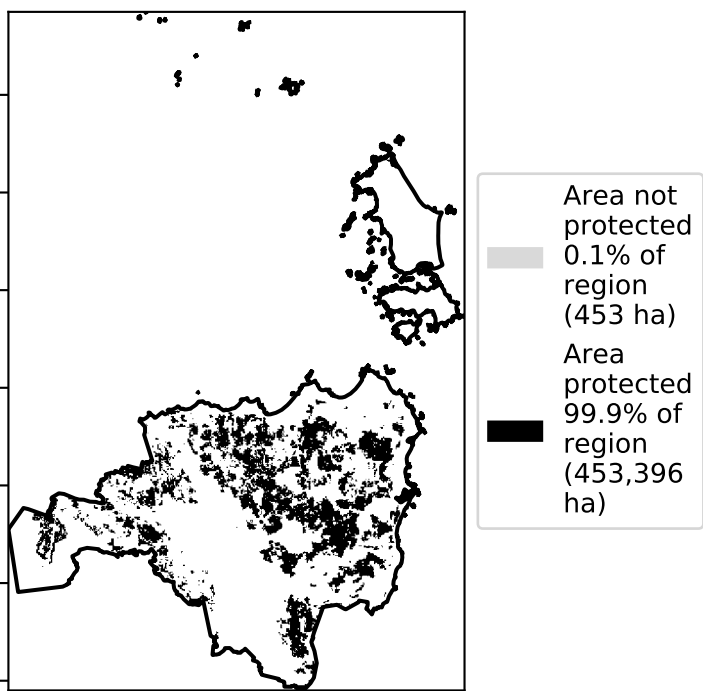 Area not
protected
0.1% of
region
(453 ha)
Area
protected
99.9% of
region
(453,396
ha)